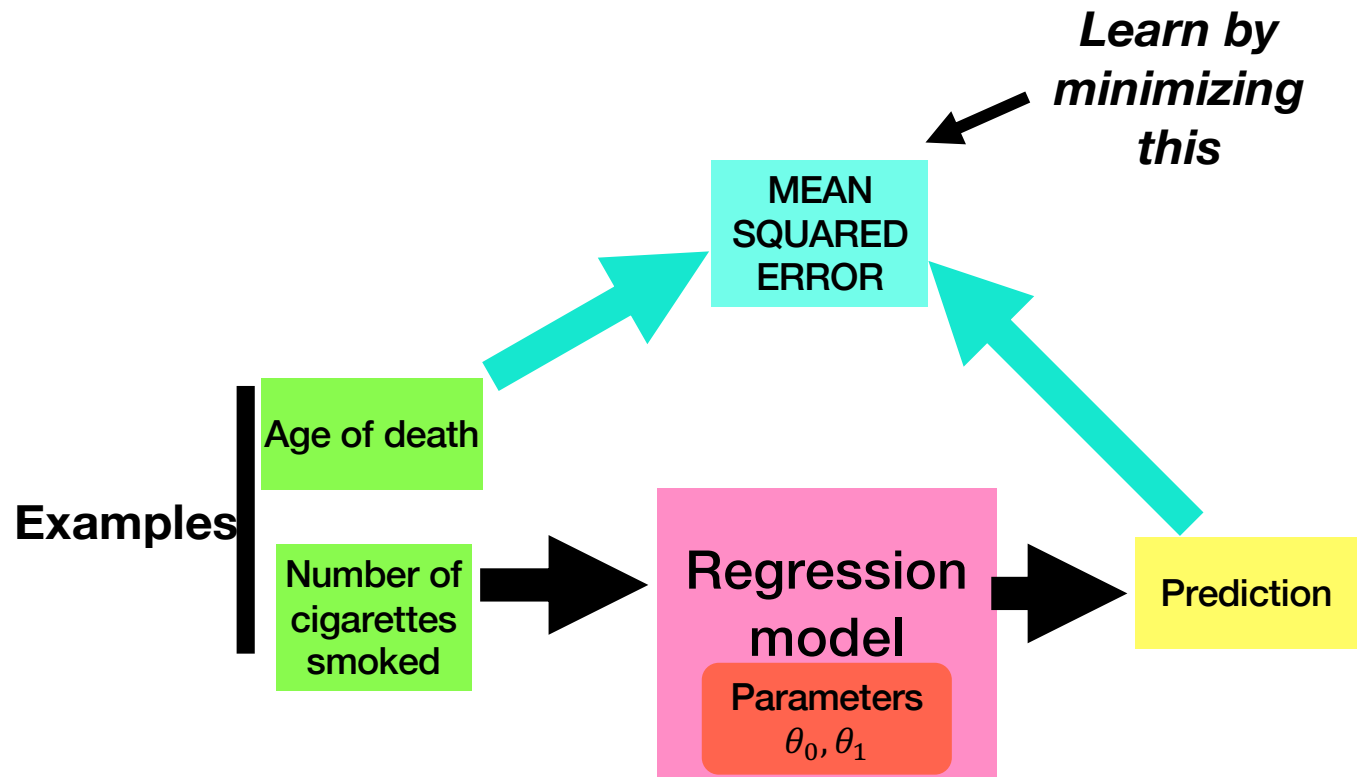 Learn by
minimizing
this
MEAN
SQUARED
ERROR
Age of death
Examples
Number of
cigarettes
smoked
Regression
model
Parameters
θ₀, θ₁
Prediction